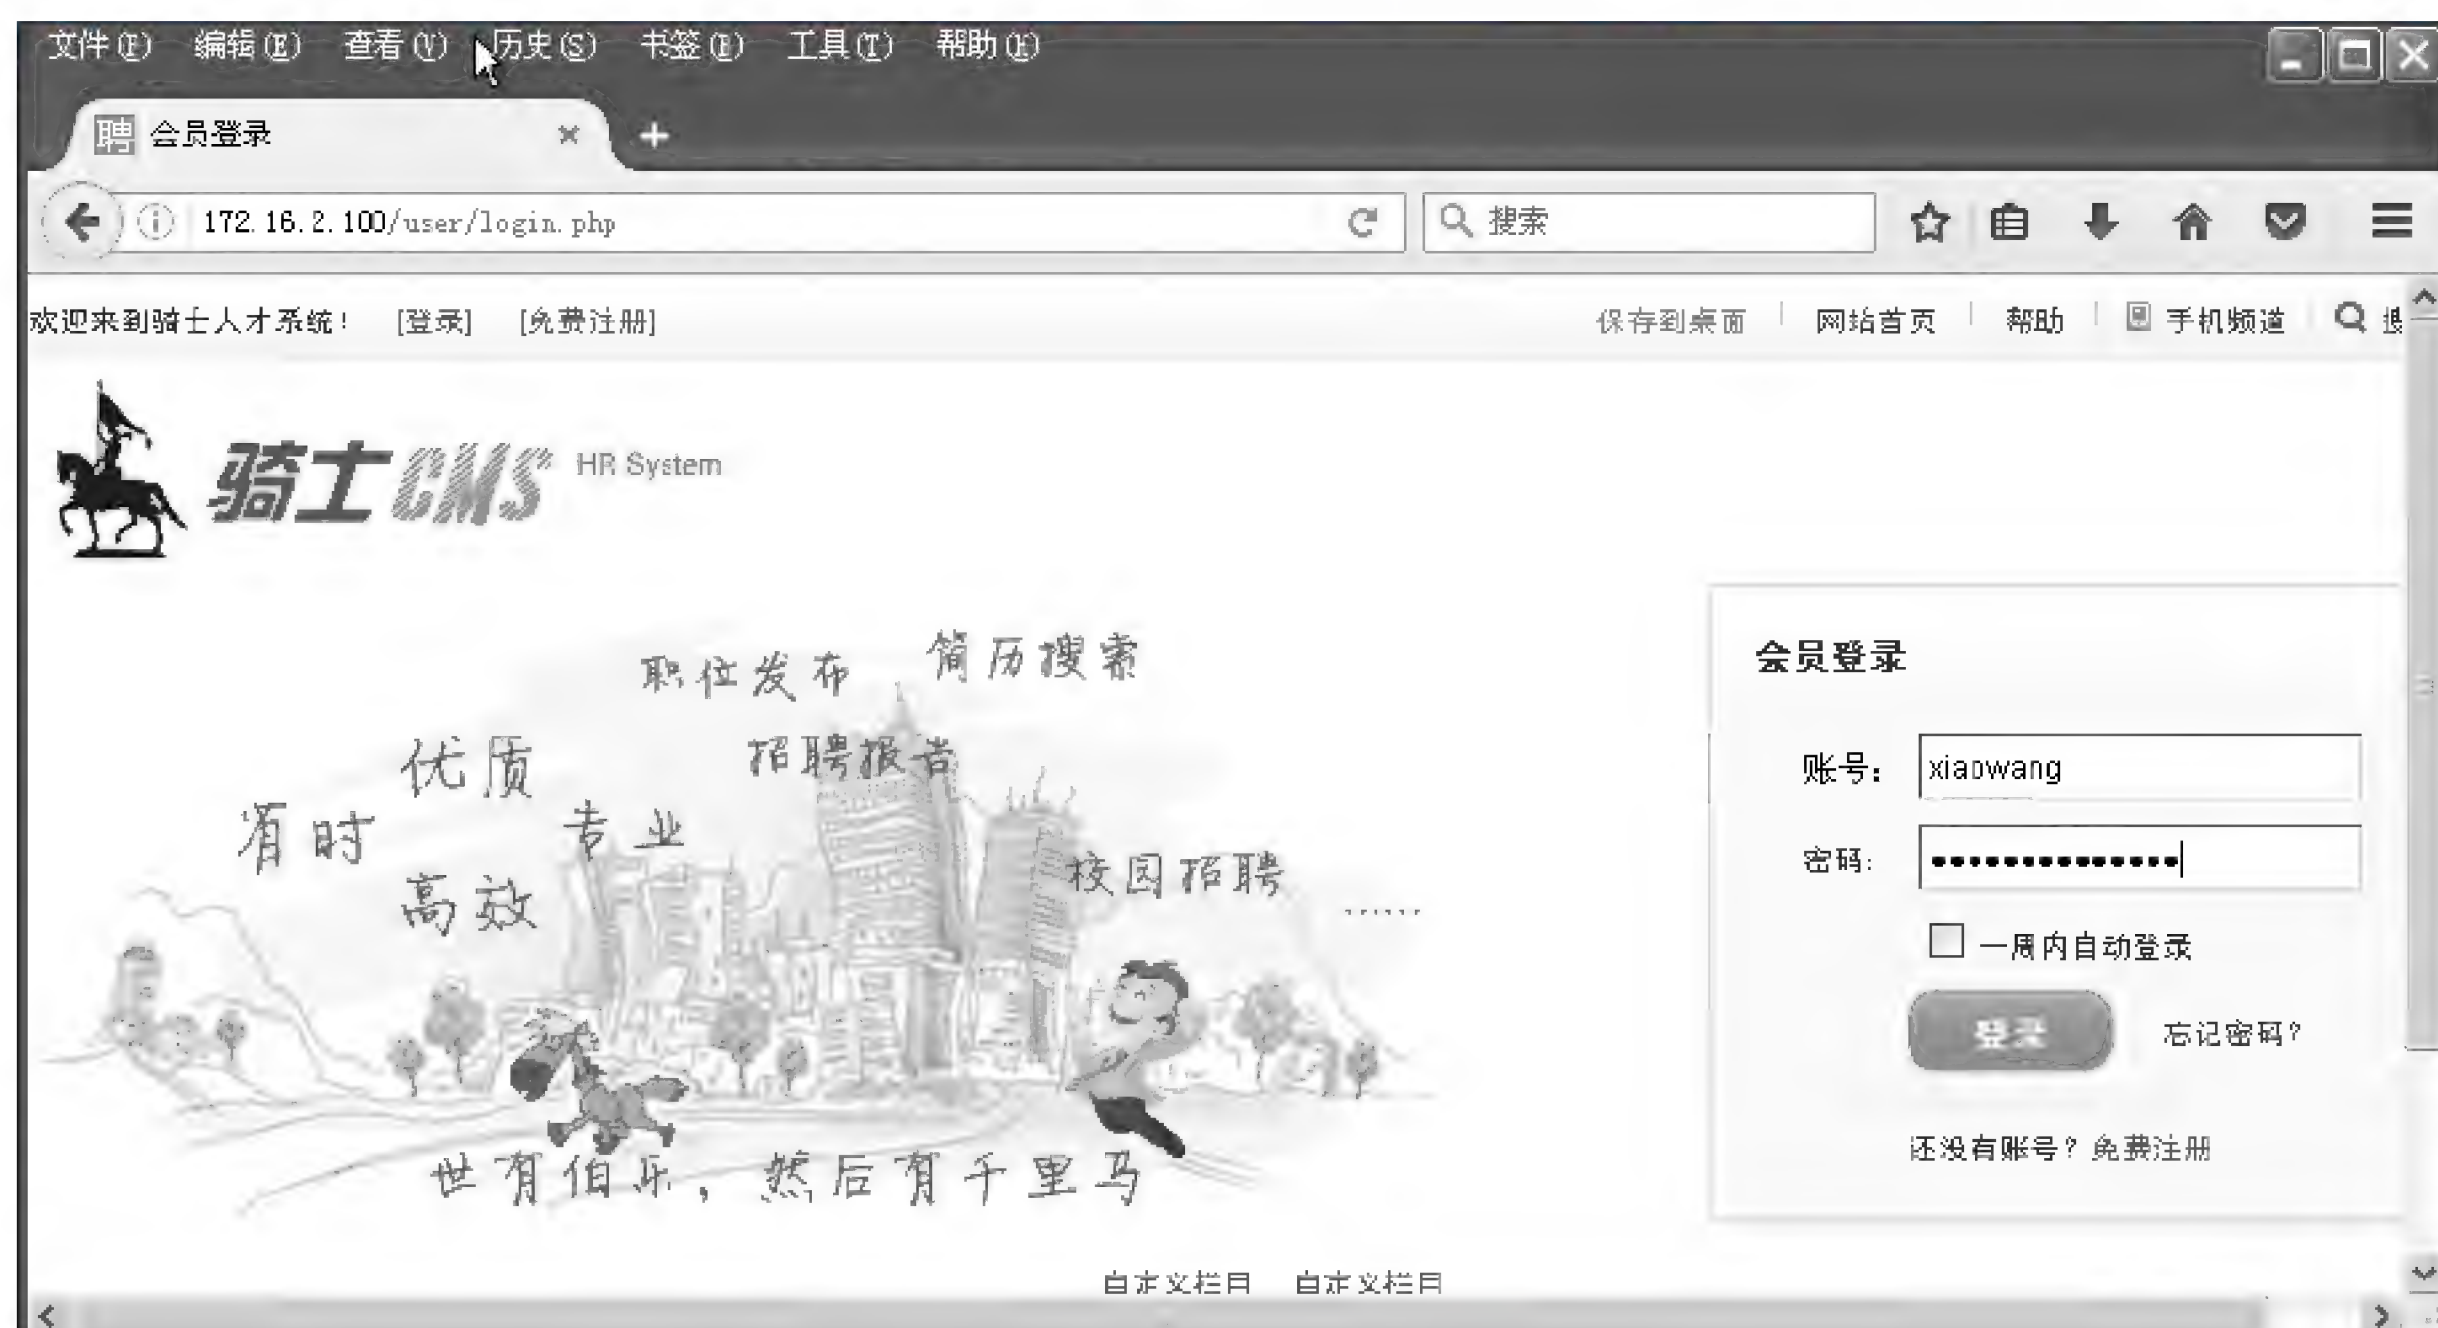 文件(F) 编辑(E) 查看(V) 历史(S) 书签(B) 工具(T) 帮助(H)
聘 会员登录
172.16.2.100/user/login.php
搜索
欢迎来到骑士人才系统! [登录] [免费注册]
保存到桌面 网站首页 帮助 手机频道
骑士CMS HR System
职位发布 简历搜索
优质 招聘报告
省时 专业
高效 校园招聘 ......
世有伯乐，然后有千里马
会员登录
账号: xiaowang
密码: ••••••••••••••
一周内自动登录
登录 忘记密码?
还没有账号? 免费注册
自定义栏目 自定义栏目